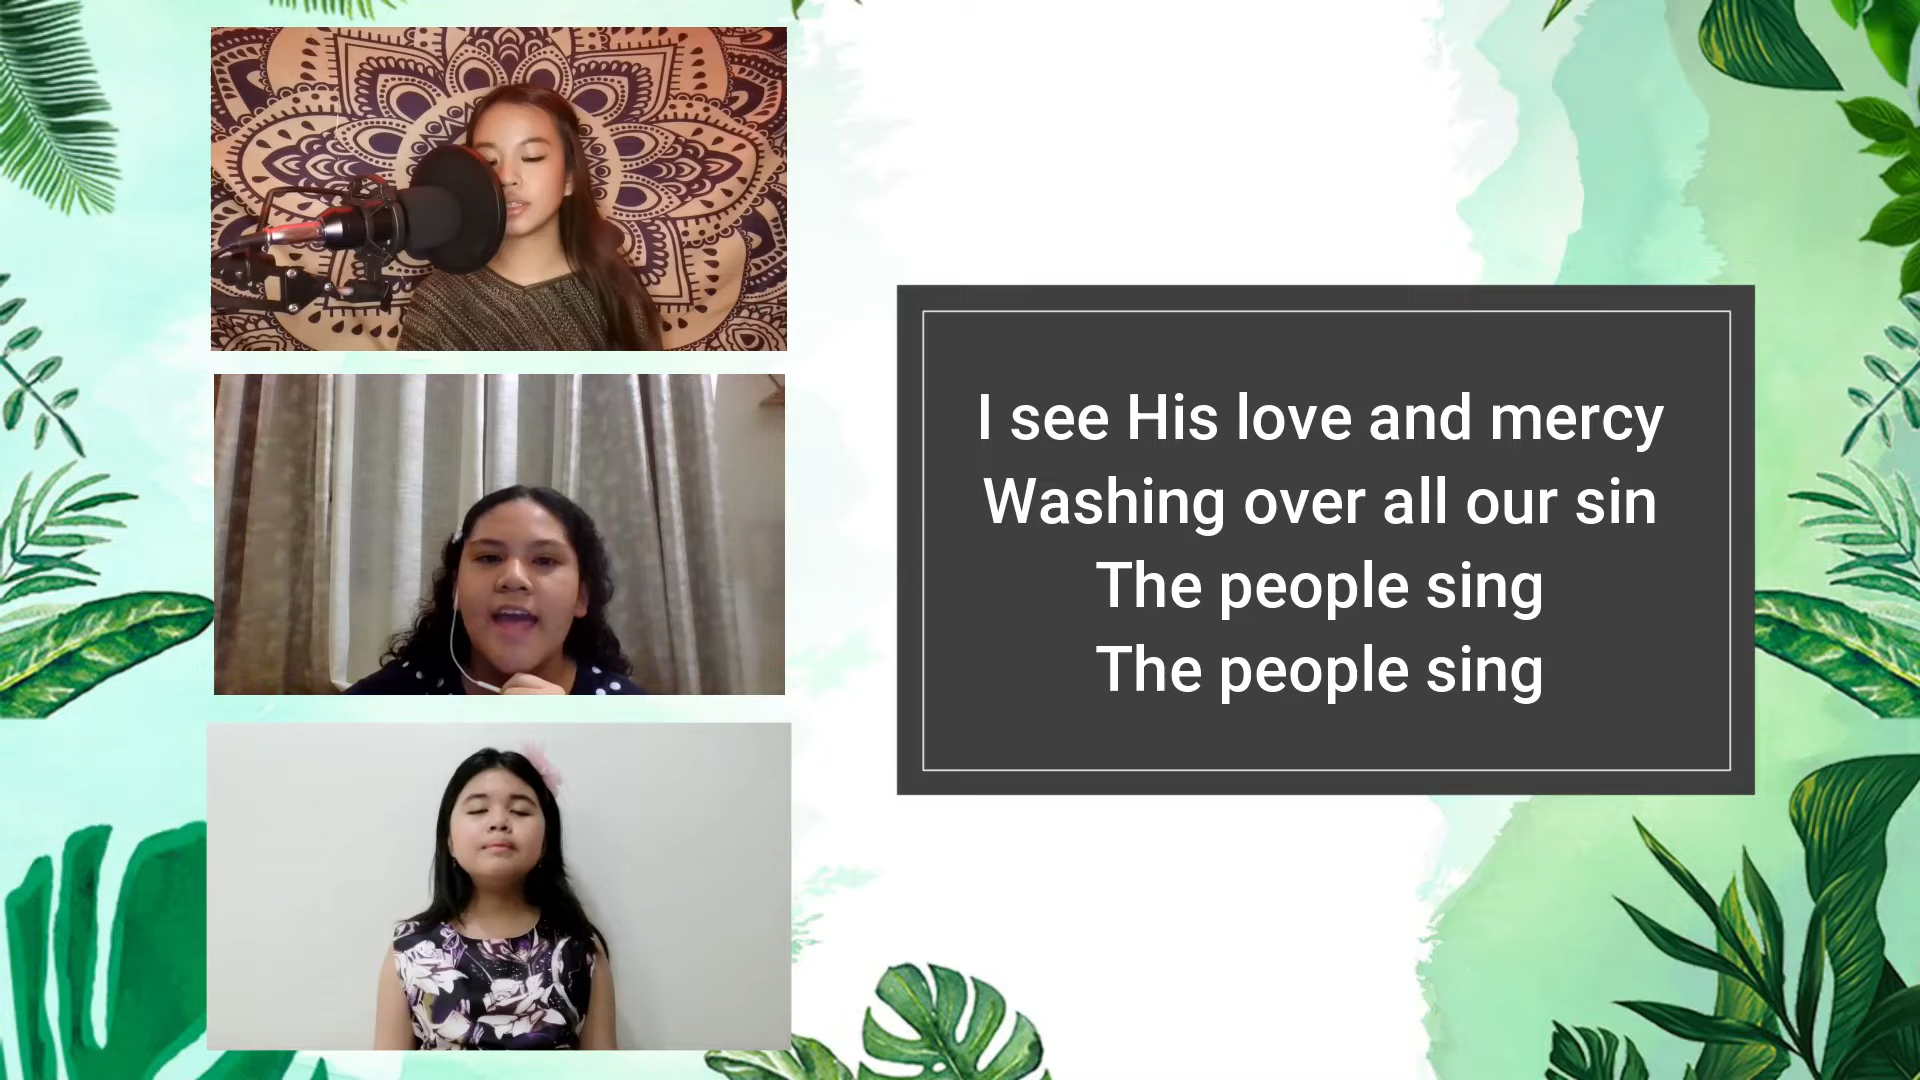 I see His love and mercy
Washing over all our sin
The people sing
The people sing